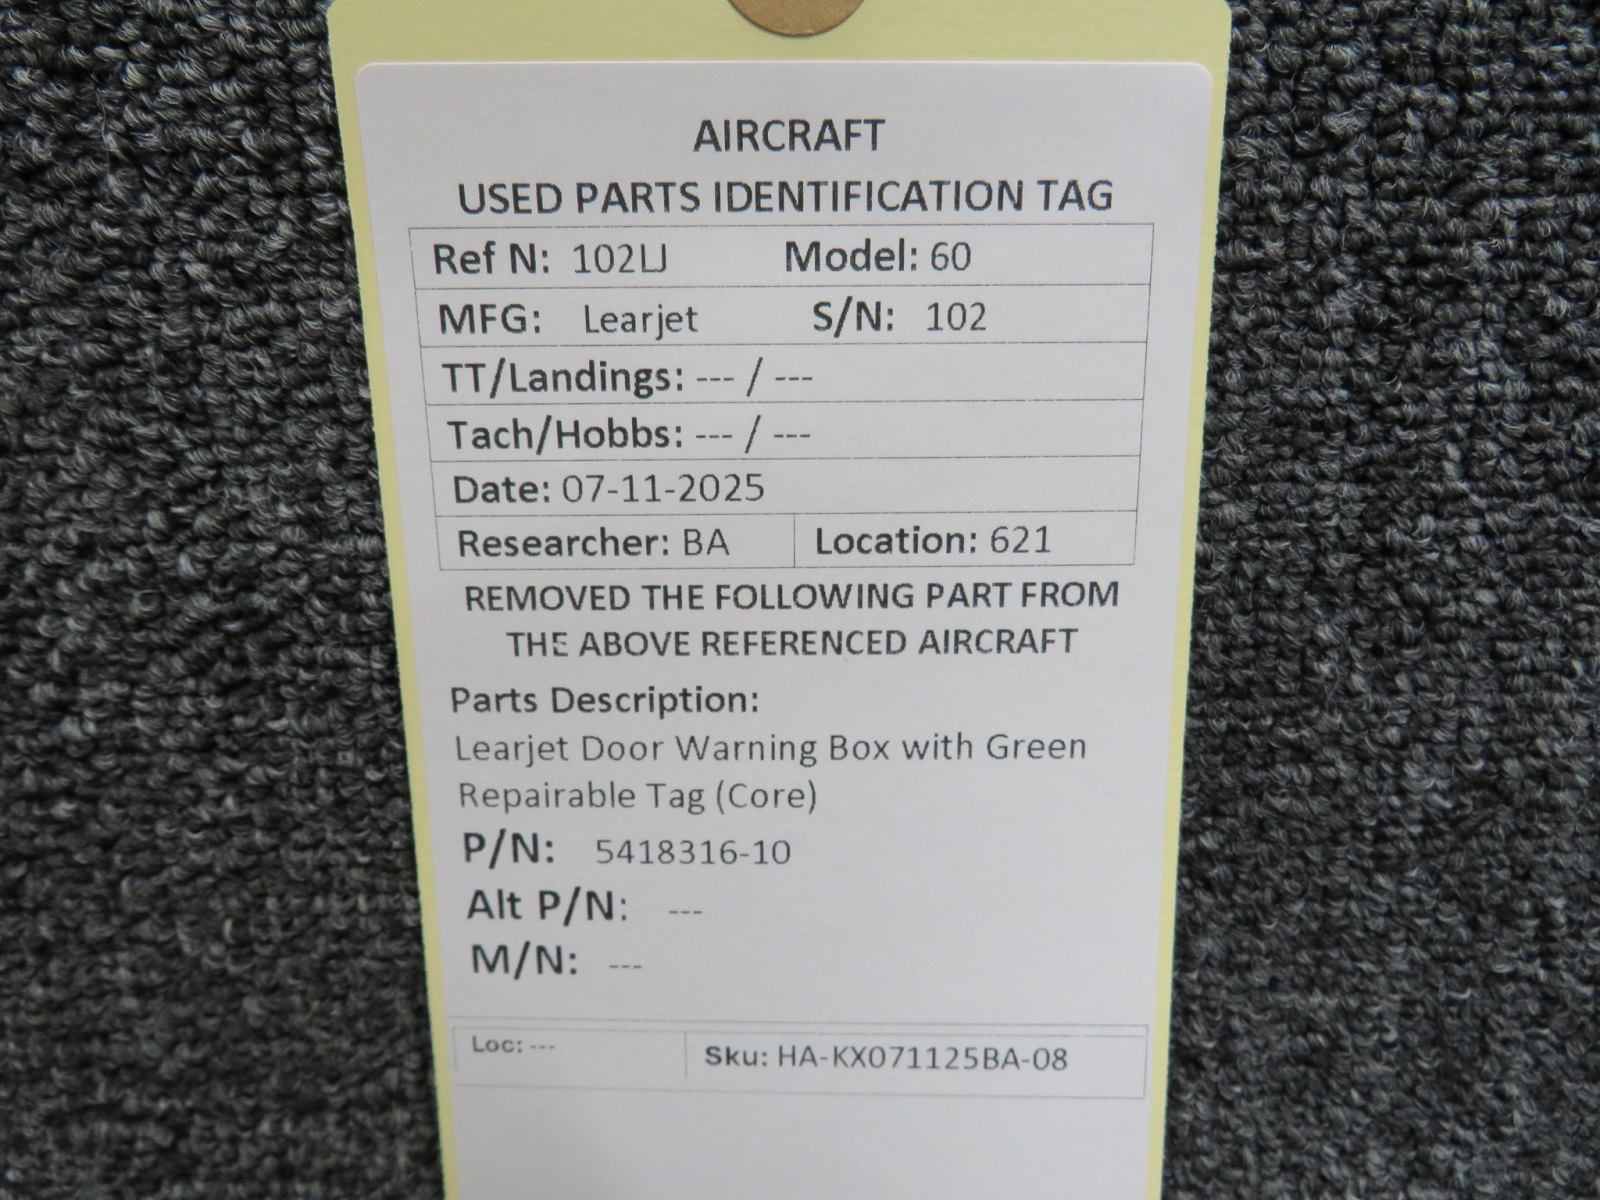 AIRCRAFT
USED PARTS IDENTIFICATION TAG
Ref N: 102LJ Model: 60
MFG: Learjet S/N: 102
TT/Landings: --- / ---
Tach/Hobbs: --- / ---
Date: 07-11-2025
Researcher: BA Location: 621
REMOVED THE FOLLOWING PART FROM
THE ABOVE REFERENCED AIRCRAFT
Parts Description:
Learjet Door Warning Box with Green
Repairable Tag (Core)
P/N: 5418316-10
Alt P/N: ---
M/N: ---
Loc: --- Sku: HA-KX071125BA-08